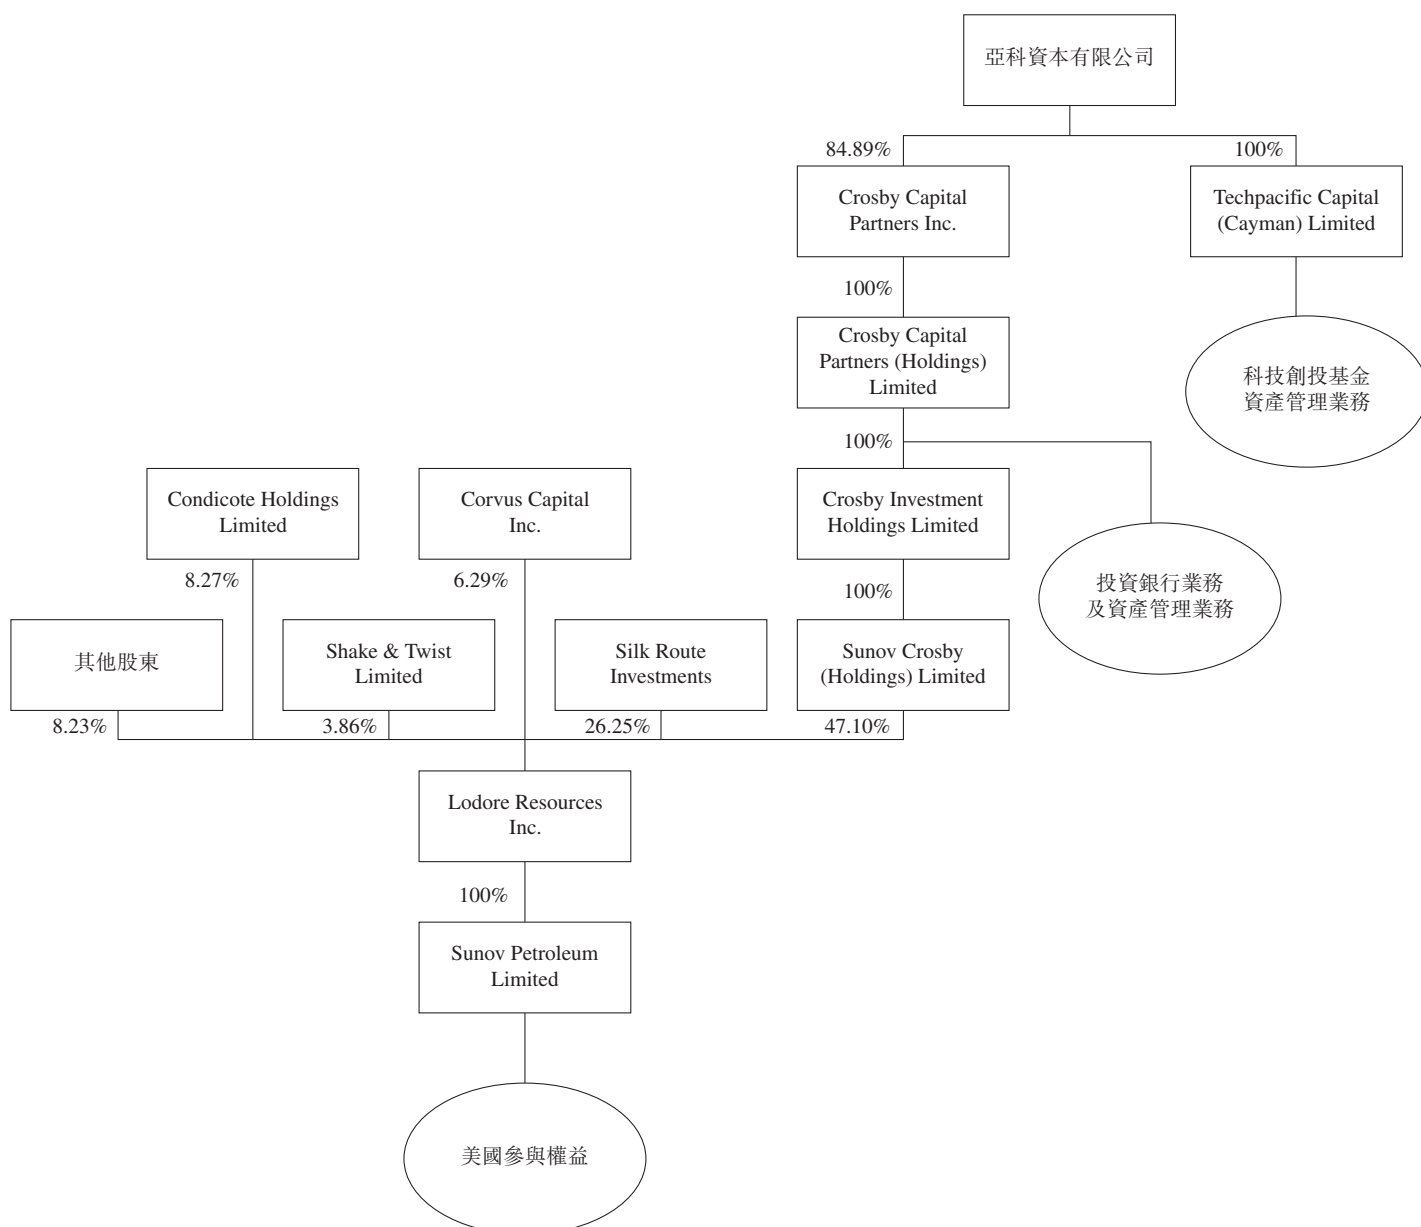 亞科資本有限公司
84.89%
100%
Crosby Capital
Partners Inc.
Techpacific Capital
(Cayman) Limited
100%
Crosby Capital
Partners (Holdings)
Limited
科技創投基金
資產管理業務
100%
Condicote Holdings
Limited
Corvus Capital
Inc.
Crosby Investment
Holdings Limited
8.27%
6.29%
100%
投資銀行業務
及資產管理業務
其他股東
Shake & Twist
Limited
Silk Route
Investments
Sunov Crosby
(Holdings) Limited
8.23%
3.86%
26.25%
47.10%
Lodore Resources
Inc.
100%
Sunov Petroleum
Limited
美國參與權益